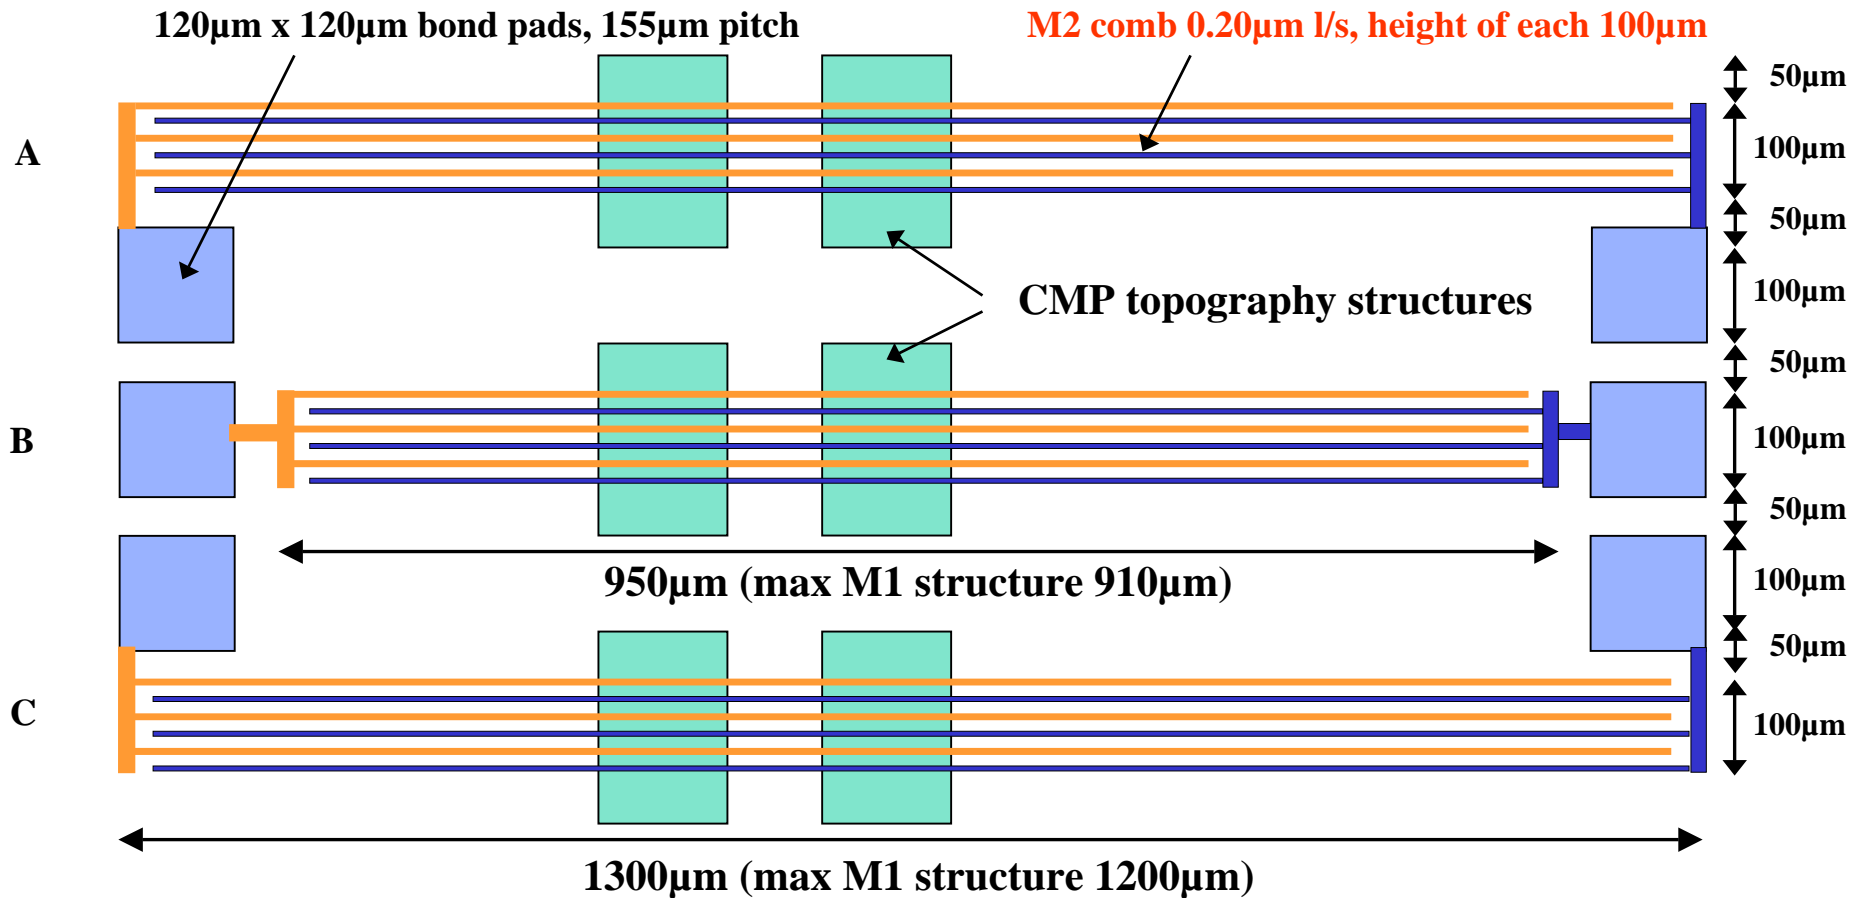 120µm x 120µm bond pads, 155µm pitch
M2 comb 0.20µm l/s, height of each 100µm
50µm
A
100µm
50µm
CMP topography structures
100µm
50µm
B
100µm
50µm
950µm (max M1 structure 910µm)
100µm
50µm
C
100µm
1300µm (max M1 structure 1200µm)